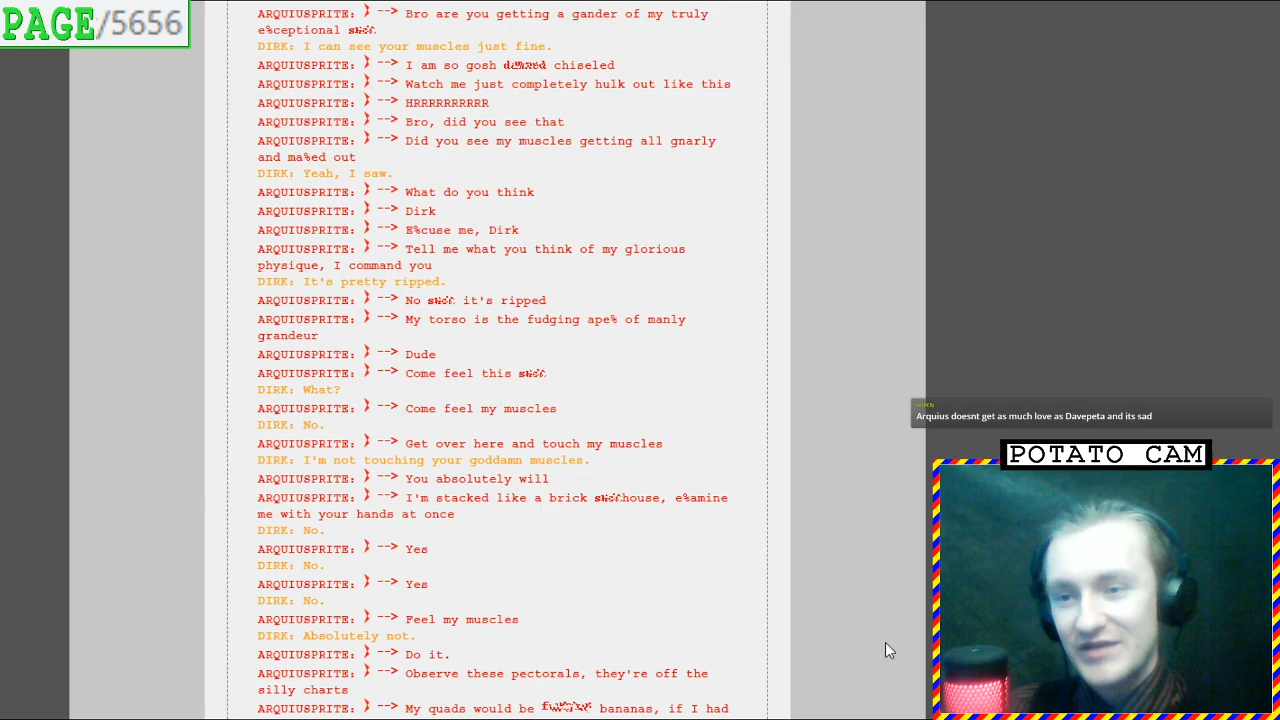 PAGE/5656
ARQUIUSPRITE: --> Bro are you getting a gander of my truly
e%ceptional
DIRK: I can see your muscles just fine.
ARQUIUSPRITE: --> I am so gosh chiseled
ARQUIUSPRITE: --> Watch me just completely hulk out like this
ARQUIUSPRITE: --> HRRRRRRRRRR
ARQUIUSPRITE: --> Bro, did you see that
ARQUIUSPRITE: --> Did you see my muscles getting all gnarly
and ma%ed out
DIRK: Yeah, I saw.
ARQUIUSPRITE: --> What do you think
ARQUIUSPRITE: --> Dirk
ARQUIUSPRITE: --> E%cuse me, Dirk
ARQUIUSPRITE: --> Tell me what you think of my glorious
physique, I command you
DIRK: It's pretty ripped.
ARQUIUSPRITE: --> No it's ripped
ARQUIUSPRITE: --> My torso is the fudging ape% of manly
grandeur
ARQUIUSPRITE: --> Dude
ARQUIUSPRITE: --> Come feel this
DIRK: What?
ARQUIUSPRITE: --> Come feel my muscles
DIRK: No.
ARQUIUSPRITE: --> Get over here and touch my muscles
DIRK: I'm not touching your goddamn muscles.
ARQUIUSPRITE: --> You absolutely will
ARQUIUSPRITE: --> I'm stacked like a brick house, e%amine
me with your hands at once
DIRK: No.
ARQUIUSPRITE: --> Yes
DIRK: No.
ARQUIUSPRITE: --> Yes
DIRK: No.
ARQUIUSPRITE: --> Feel my muscles
DIRK: Absolutely not.
ARQUIUSPRITE: --> Do it.
ARQUIUSPRITE: --> Observe these pectorals, they're off the
silly charts
ARQUIUSPRITE: --> My quads would be bananas, if I had
Arquius doesnt get as much love as Davepeta and its sad
POTATO CAM